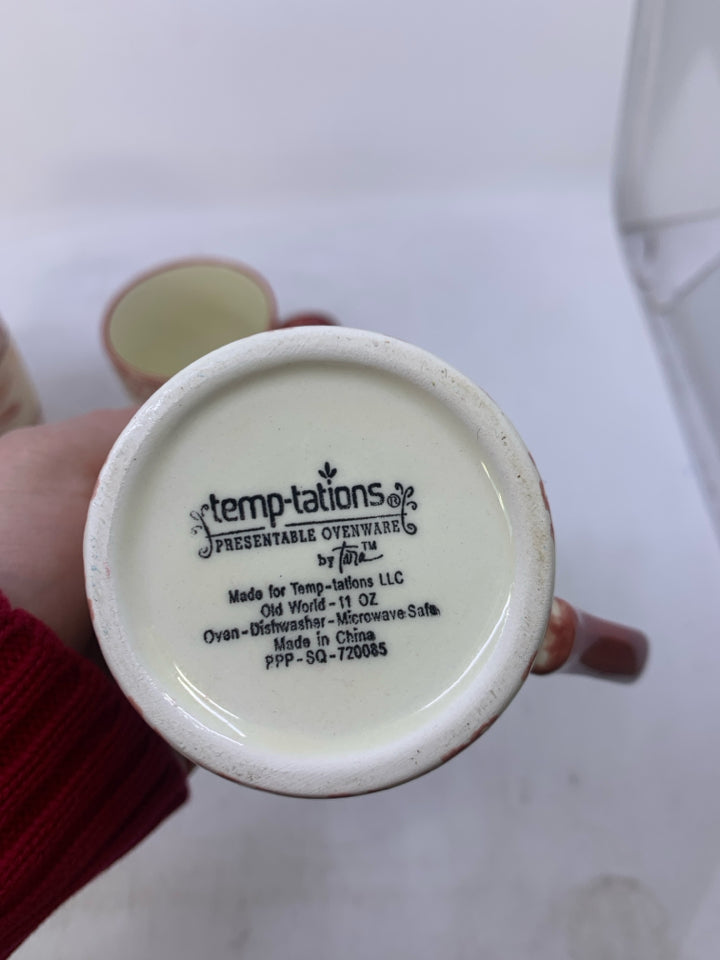 temp-tations®
PRESENTABLE OVENWARE
by Tara™
Made for Temp-tations LLC
Old World - 11 OZ
Oven-Dishwasher-Microwave Safe
Made in China
PPP-SQ-720085